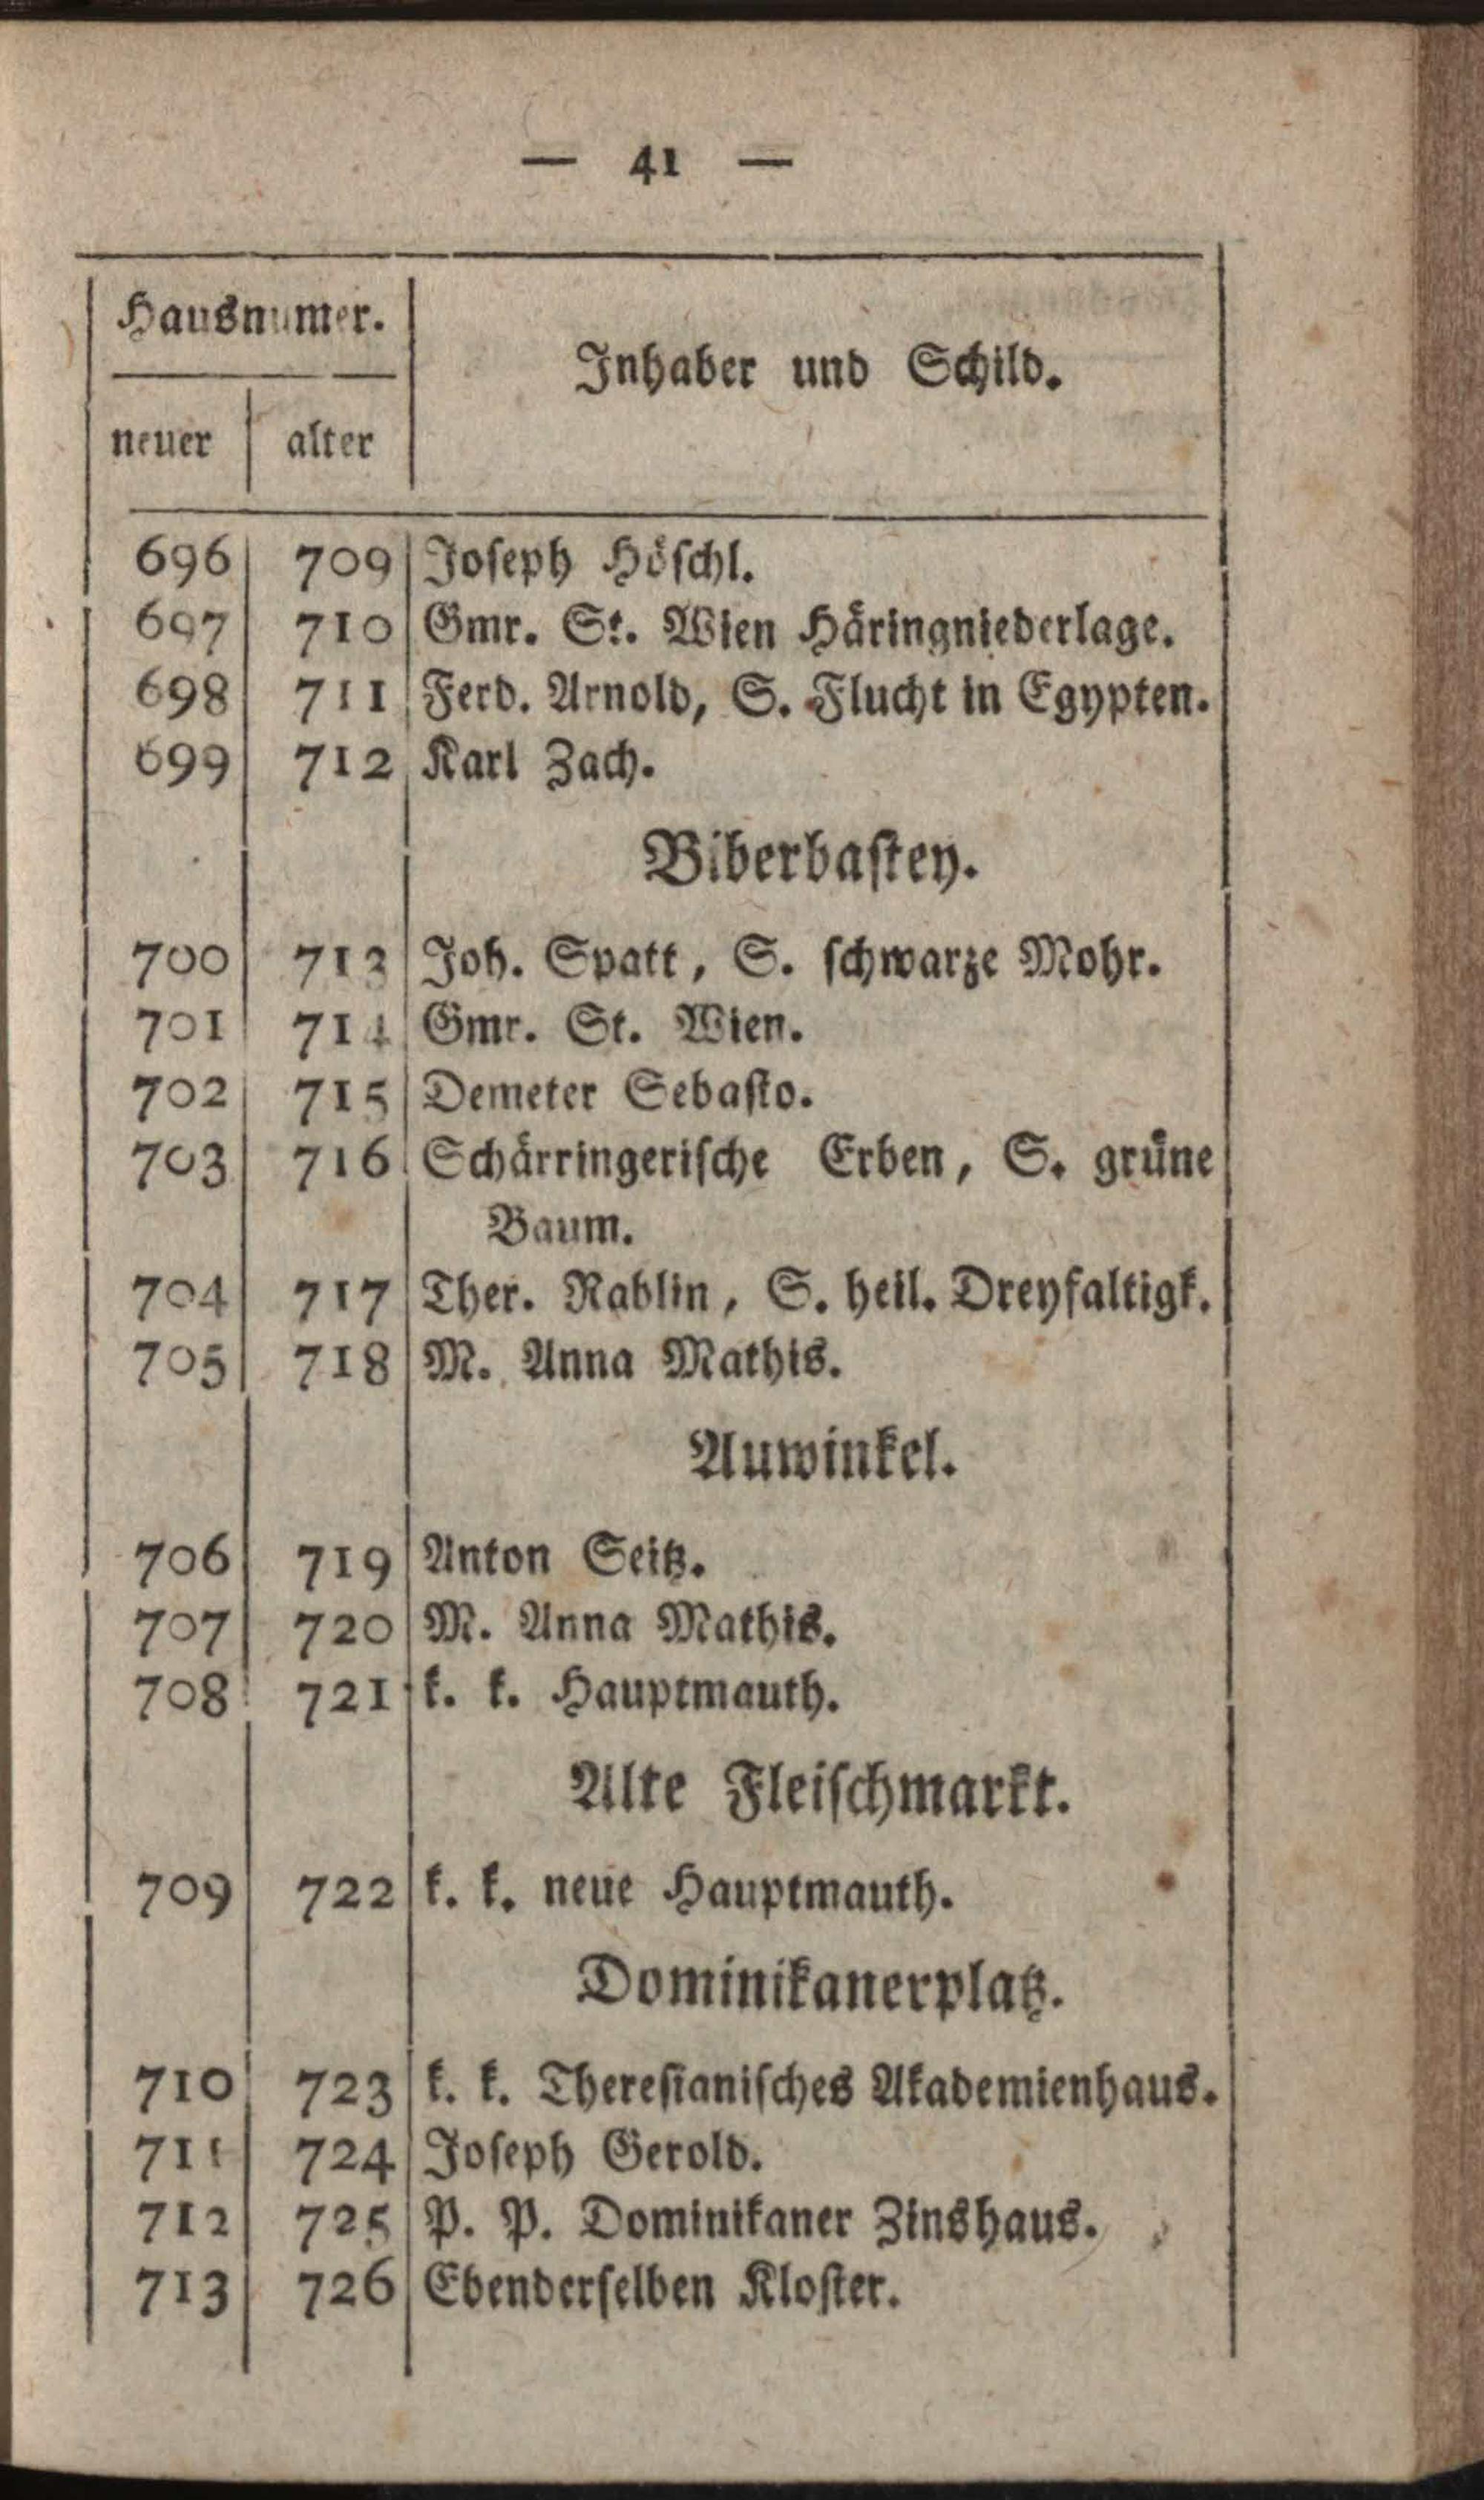 — 41 —
Hausnumer.
Inhaber und Schild.
neuer alter
696 709 Joseph Höschl.
697 710 Gmr. St. Wien Häringniederlage.
698 711 Ferd. Arnold, S. Flucht in Egypten.
699 712 Karl Zach.
Biberbastey.
700 713 Joh. Spatt, S. schwarze Mohr.
701 714 Gmr. St. Wien.
702 715 Demeter Sebasto.
703 716 Schärringerische Erben, S. grüne
Baum.
704 717 Ther. Rablin, S. heil. Dreyfaltigk.
705 718 M. Anna Mathis.
Auwinkel.
706 719 Anton Seitz.
707 720 M. Anna Mathis.
708 721 k. k. Hauptmauth.
Alte Fleischmarkt.
709 722 k. k. neue Hauptmauth.
Dominikanerplatz.
710 723 k. k. Theresianisches Akademienhaus.
711 724 Joseph Gerold.
712 725 P. P. Dominikaner Zinshaus.
713 726 Ebenderselben Kloster.